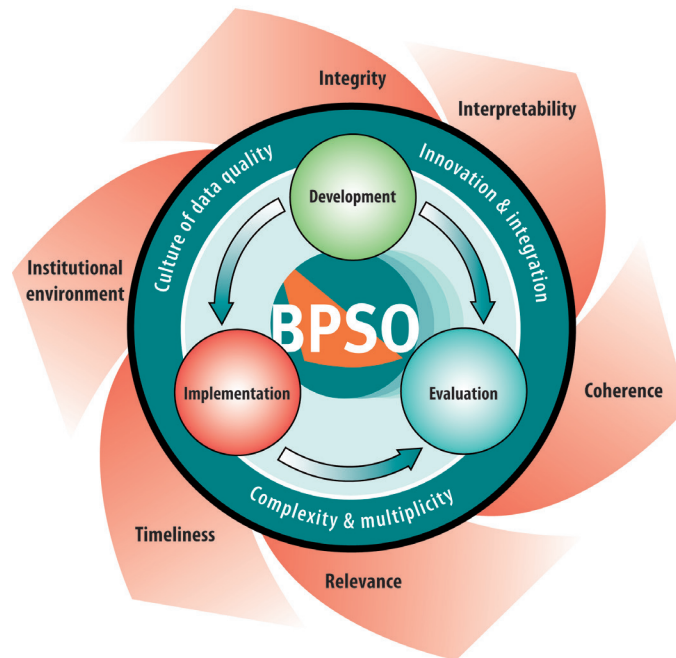 Integrity
Interpretability
Culture of data quality
Innovation & integration
Development
Institutional
environment
BPSO
Implementation
Evaluation
Coherence
Complexity & multiplicity
Timeliness
Relevance